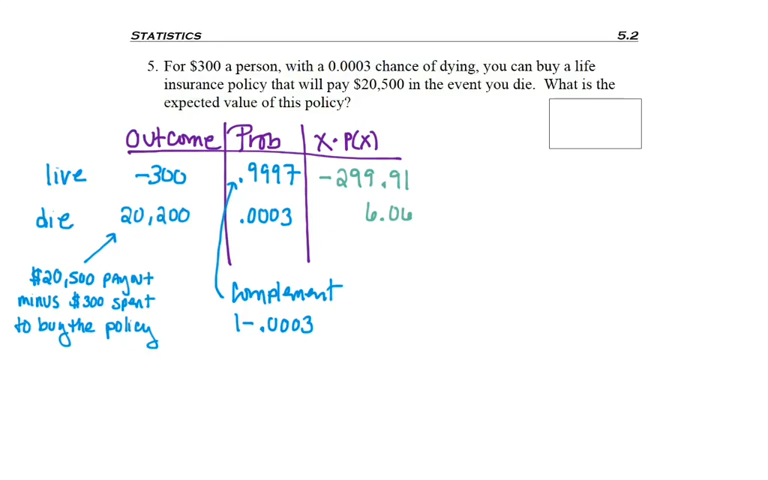 STATISTICS 5.2
5. For $300 a person, with a 0.0003 chance of dying, you can buy a life
insurance policy that will pay $20,500 in the event you die. What is the
expected value of this policy?
Outcome Prob X·P(X)
live -300 .9997 -299.91
die 20,200 .0003 6.06
$20,500 payout
minus $300 spent
to buy the policy
Complement
1-.0003